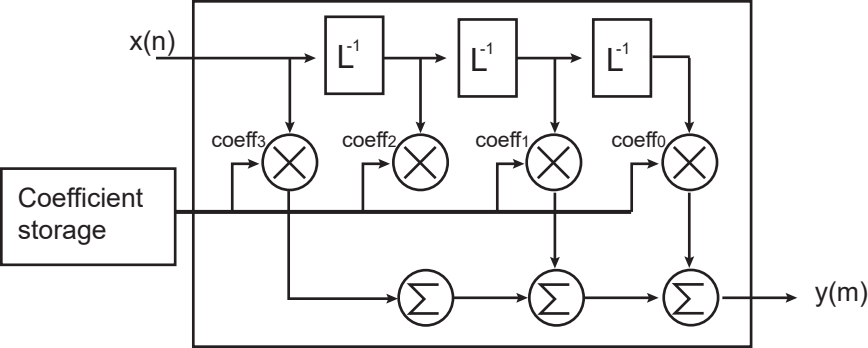 x(n)
L-1
L-1
L-1
coeff3
coeff2
coeff1
coeff0
Coefficient
storage
Σ
Σ
Σ
y(m)